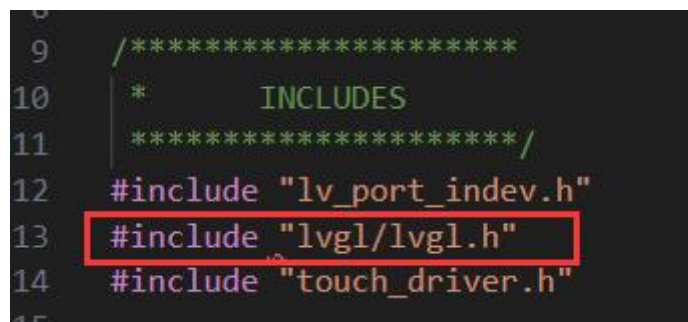 9 /**********************
10 * INCLUDES
11 **********************/
12 #include "lv_port_indev.h"
13 #include "lvgl/lvgl.h"
14 #include "touch_driver.h"